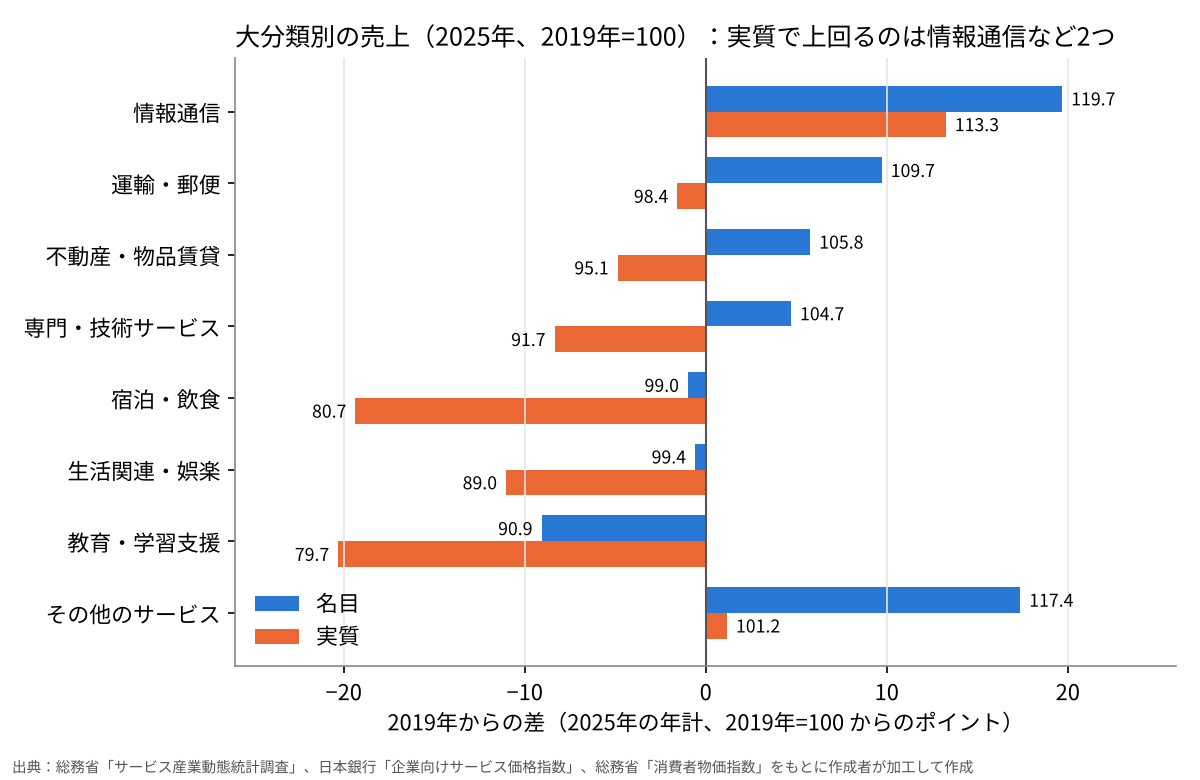 大分類別の売上（2025年、2019年=100）：実質で上回るのは情報通信など2つ
情報通信
119.7
113.3
運輸・郵便
109.7
98.4
不動産・物品賃貸
105.8
95.1
専門・技術サービス
104.7
91.7
宿泊・飲食
99.0
80.7
生活関連・娯楽
99.4
89.0
教育・学習支援
90.9
79.7
その他のサービス
117.4
101.2
名目
実質
−20
−10
0
10
20
2019年からの差（2025年の年計、2019年=100 からのポイント）
出典：総務省「サービス産業動態統計調査」、日本銀行「企業向けサービス価格指数」、総務省「消費者物価指数」をもとに作成者が加工して作成